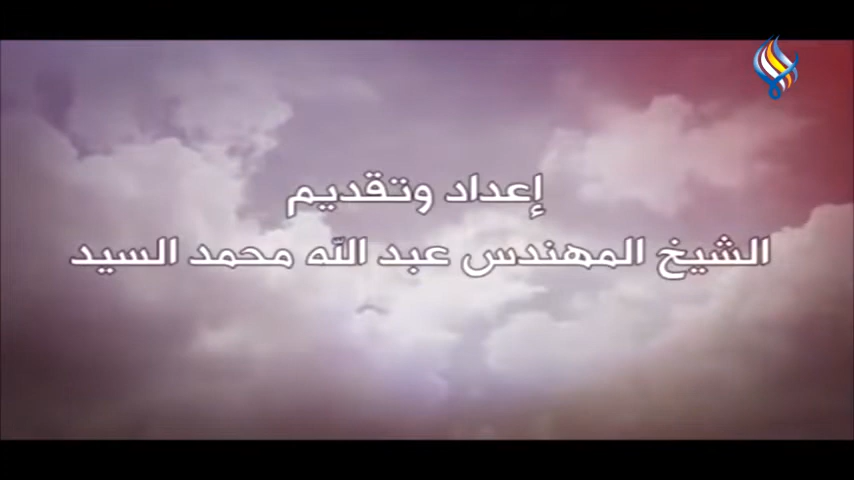 إعداد وتقديم
الشيخ المهندس عبد الله محمد السيد